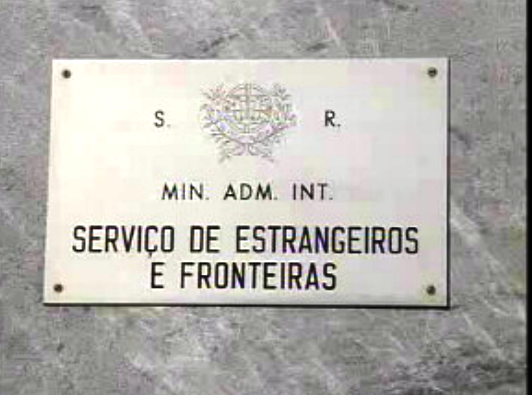 S. R.
MIN. ADM. INT.
SERVIÇO DE ESTRANGEIROS
E FRONTEIRAS